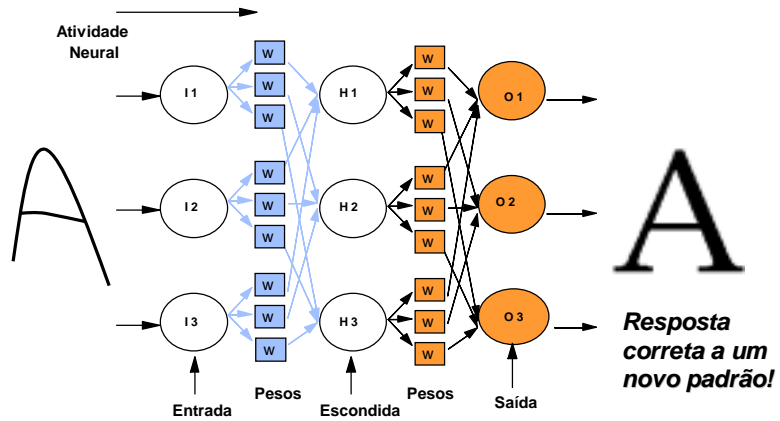 Atividade
Neural
W
W
W
W
W
W
I 1
H 1
O 1
A
W
W
W
W
W
W
I 2
H 2
O 2
A
W
W
W
W
W
W
I 3
H 3
O 3
Resposta
correta a um
novo padrão!
Entrada
Pesos
Escondida
Pesos
Saída